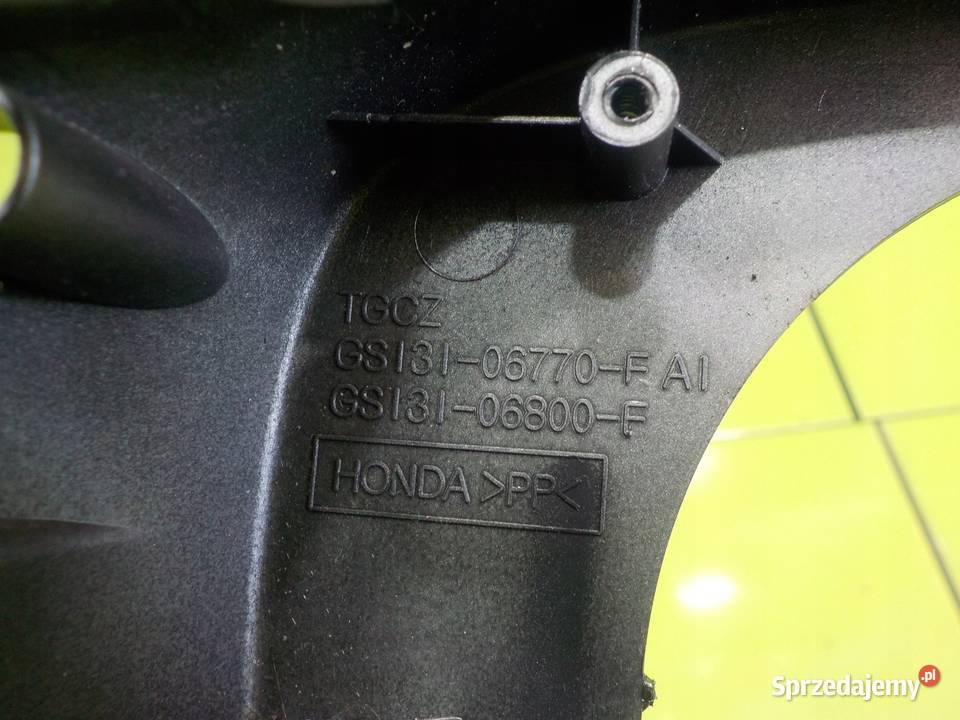 TGCZ
GS131-06770-F A1
GS131-06800-F
HONDA >PP<
Sprzedajemy.pl